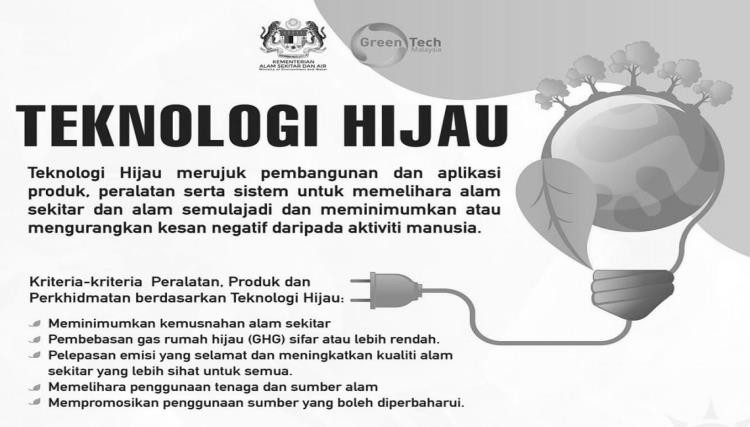 KEMENTERIAN
ALAM SEKITAR DAN AIR
Ministry of Environment and Water
Green Tech
Malaysia
TEKNOLOGI HIJAU
Teknologi Hijau merujuk pembangunan dan aplikasi
produk, peralatan serta sistem untuk memelihara alam
sekitar dan alam semulajadi dan meminimumkan atau
mengurangkan kesan negatif daripada aktiviti manusia.
Kriteria-kriteria Peralatan, Produk dan
Perkhidmatan berdasarkan Teknologi Hijau:
Meminimumkan kemusnahan alam sekitar
Pembebasan gas rumah hijau (GHG) sifar atau lebih rendah.
Pelepasan emisi yang selamat dan meningkatkan kualiti alam
sekitar yang lebih sihat untuk semua.
Memelihara penggunaan tenaga dan sumber alam
Mempromosikan penggunaan sumber yang boleh diperbaharui.